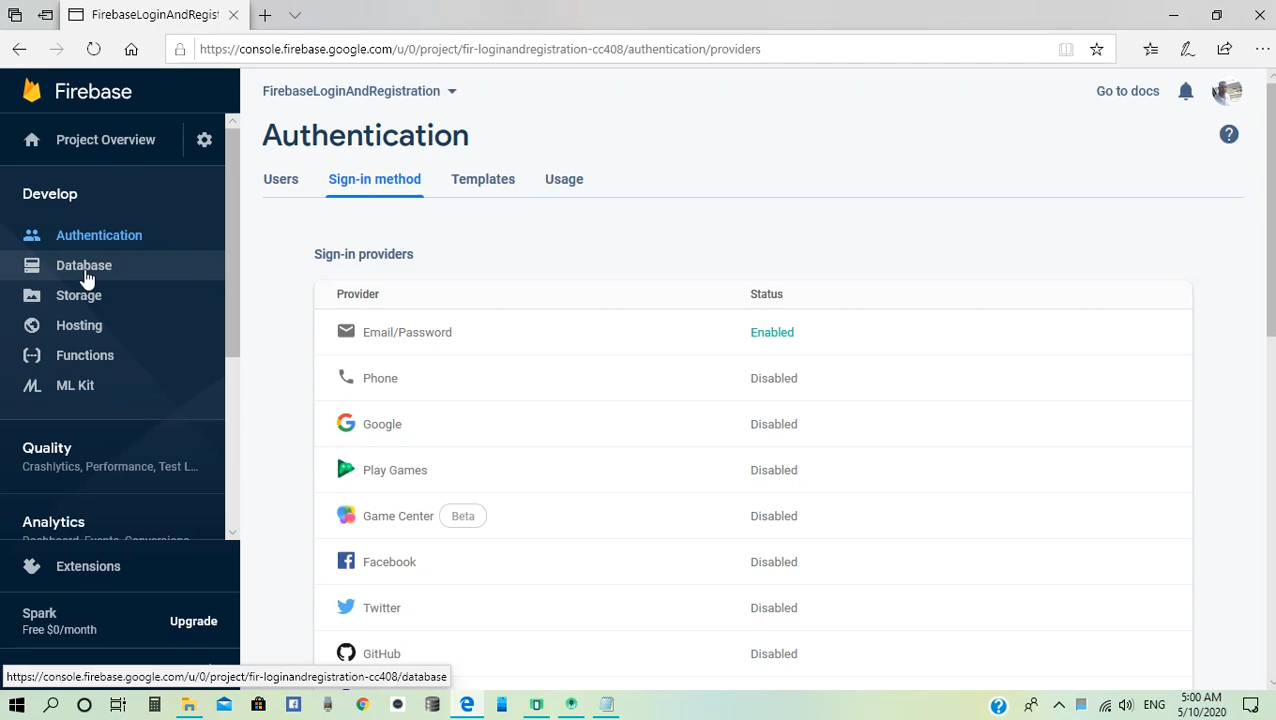 FirebaseLoginAndRegistr
https://console.firebase.google.com/u/0/project/fir-loginandregistration-cc408/authentication/providers
Firebase
Project Overview
Develop
Authentication
Database
Storage
Hosting
Functions
ML Kit
Quality
Crashlytics, Performance, Test L...
Analytics
Dashboard, Events, Conversions
Extensions
Spark
Free $0/month
Upgrade
https://console.firebase.google.com/u/0/project/fir-loginandregistration-cc408/database
FirebaseLoginAndRegistration
Go to docs
Authentication
Users
Sign-in method
Templates
Usage
Sign-in providers
Provider Status
Email/Password Enabled
Phone Disabled
Google Disabled
Play Games Disabled
Game Center Beta Disabled
Facebook Disabled
Twitter Disabled
GitHub Disabled
ENG
5:00 AM
5/10/2020